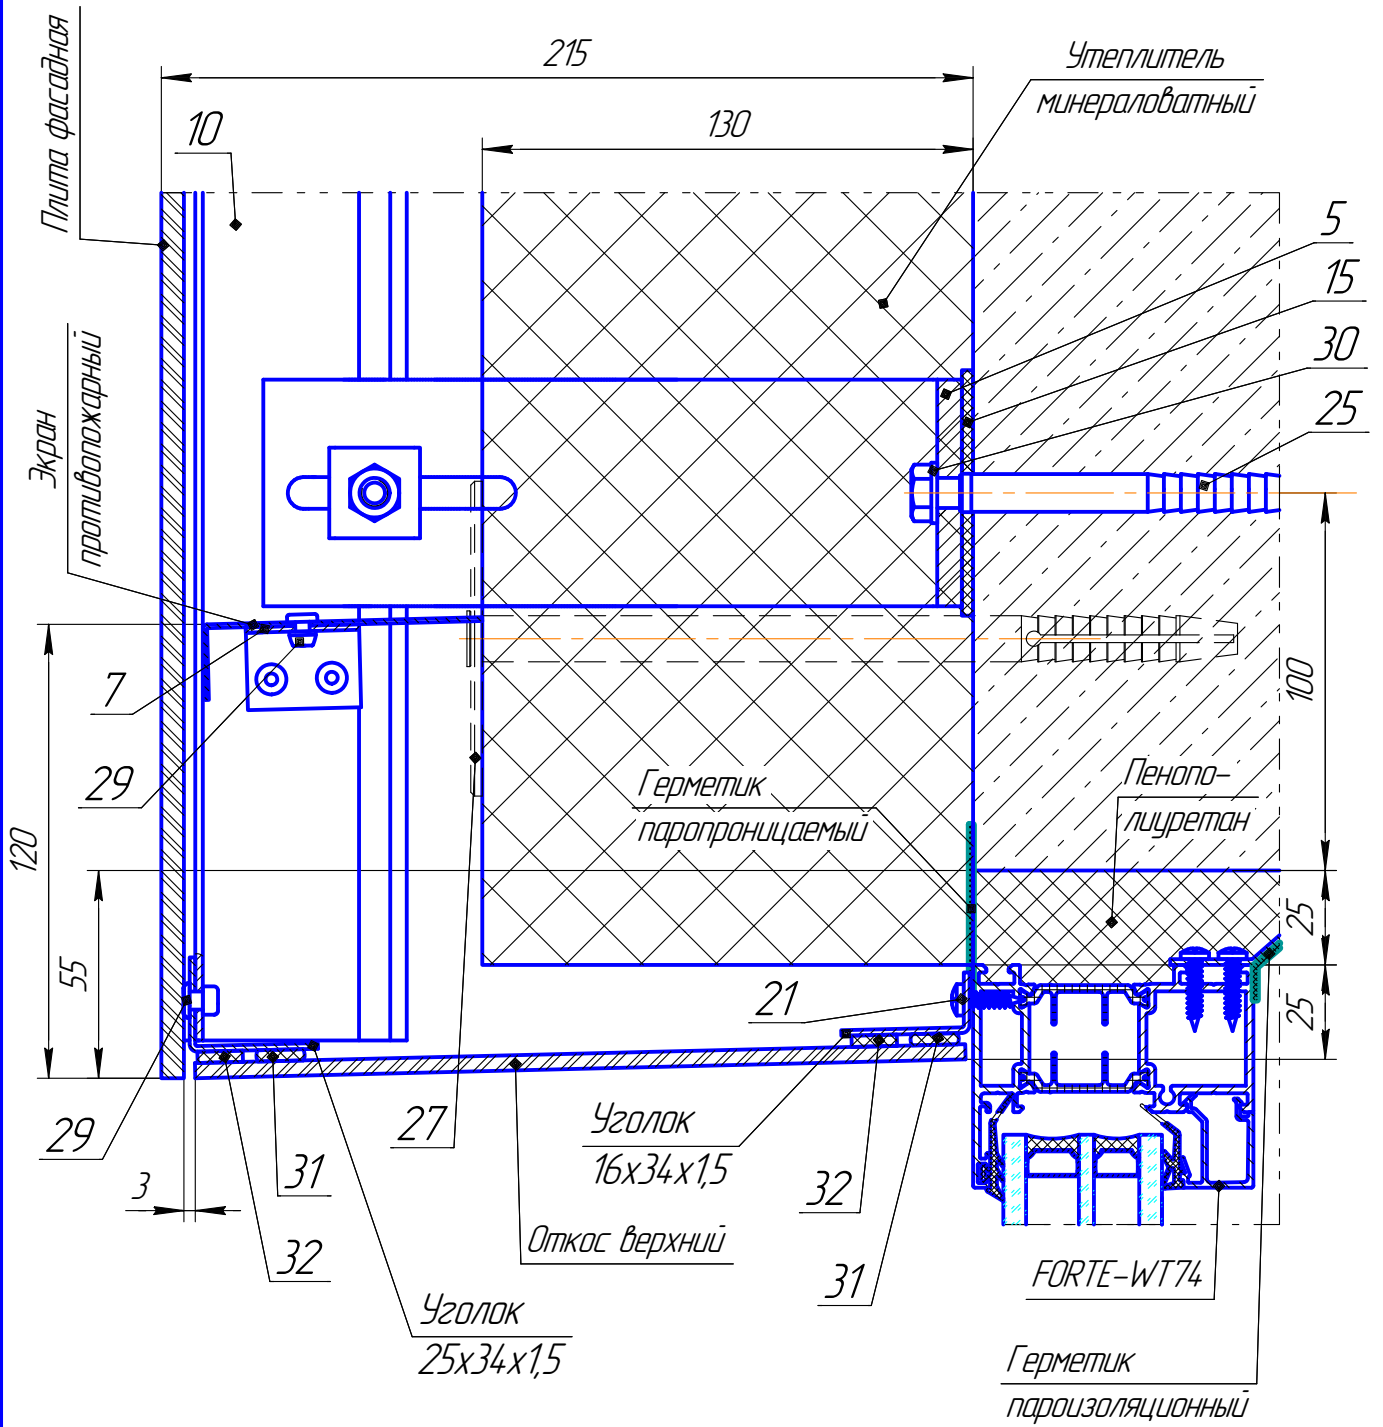 215
Утеплитель
минераловатный
130
Плита фасадная
10
5
15
30
25
Экран
противопожарный
7
29
100
Герметик
паропроницаемый
Пенопо-
лиуретан
120
55
25
25
21
29
27
Уголок
16х34х1,5
3
31
32
32
31
Откос верхний
FORTE-WT74
Уголок
25х34х1,5
Герметик
пароизоляционный